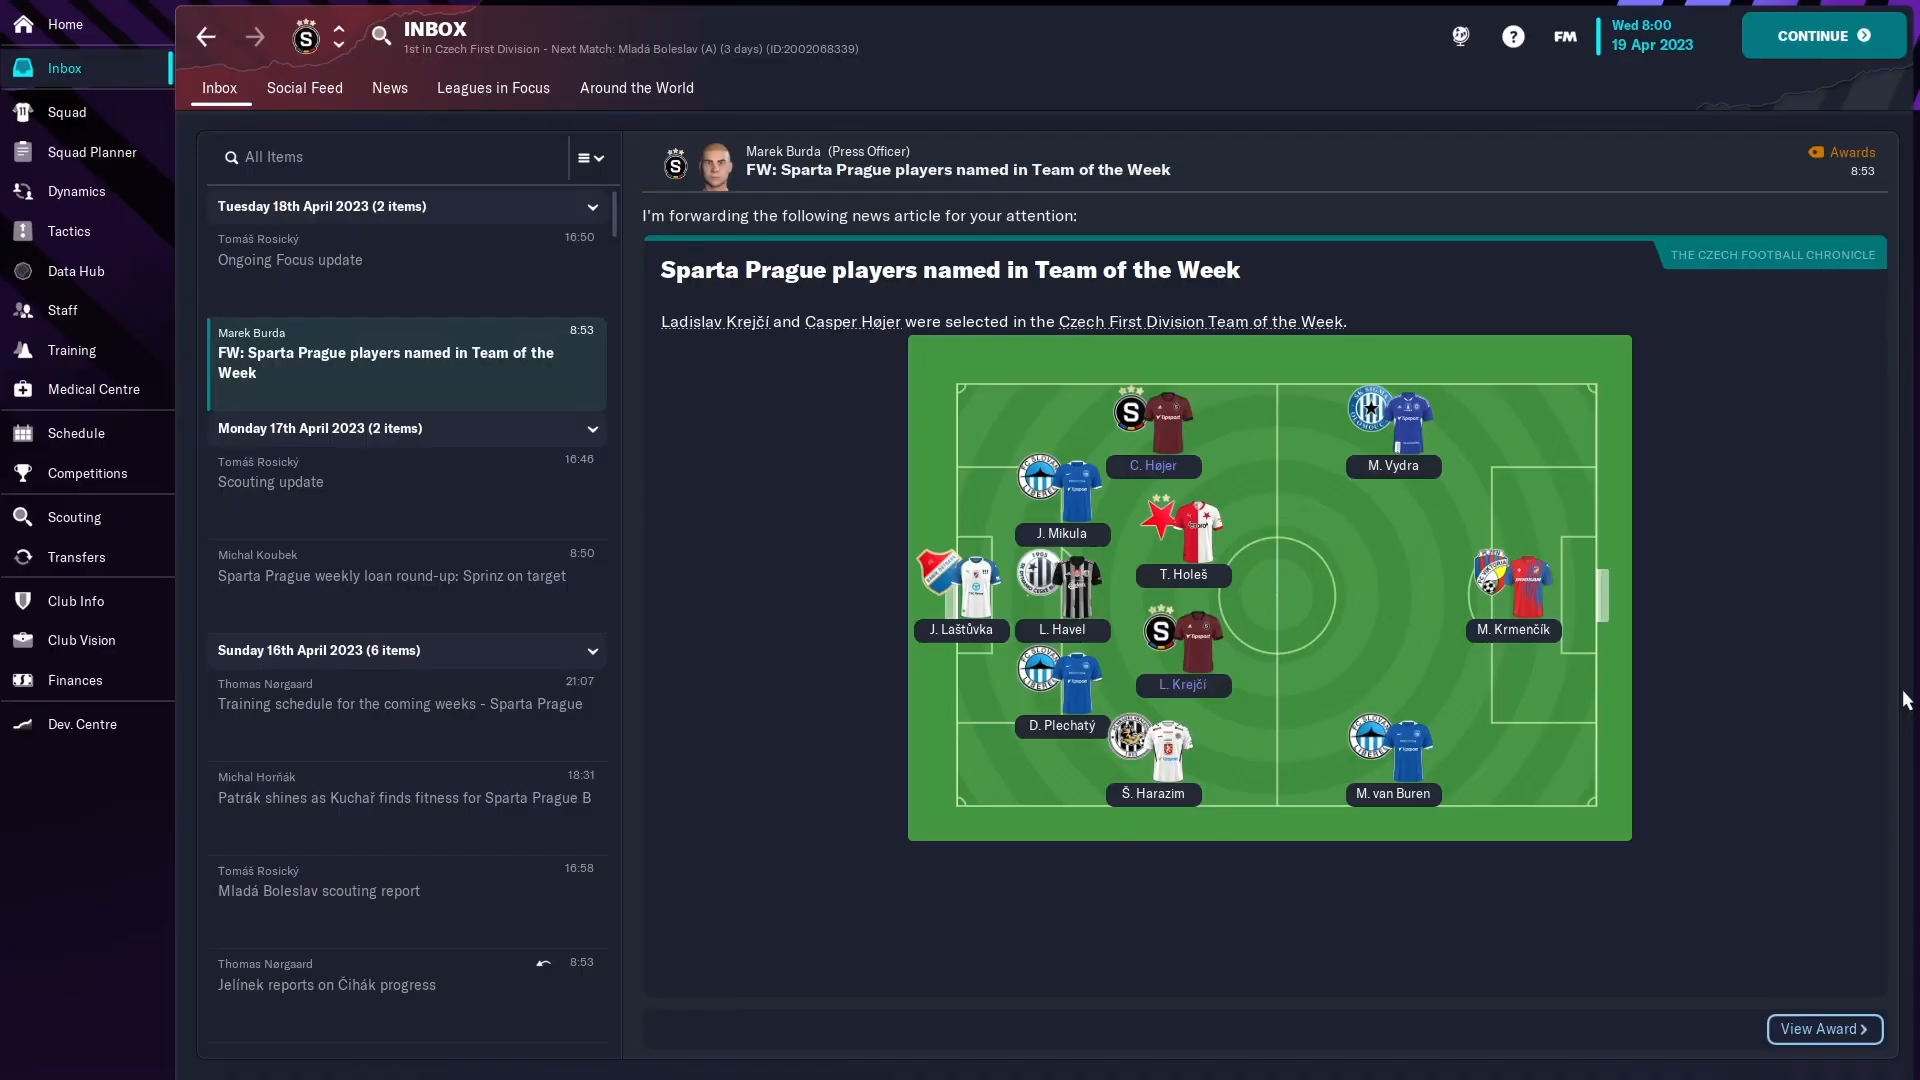 Home
Inbox
Squad
Squad Planner
Dynamics
Tactics
Data Hub
Staff
Training
Medical Centre
Schedule
Competitions
Scouting
Transfers
Club Info
Club Vision
Finances
Dev. Centre
INBOX
1st in Czech First Division - Next Match: Mladá Boleslav (A) (3 days) (ID:2002068339)
FM
Wed 8:00
19 Apr 2023
CONTINUE
Inbox
Social Feed
News
Leagues in Focus
Around the World
All Items
Tuesday 18th April 2023 (2 items)
Tomáš Rosický
16:50
Ongoing Focus update
Marek Burda
8:53
FW: Sparta Prague players named in Team of the
Week
Monday 17th April 2023 (2 items)
Tomáš Rosický
16:46
Scouting update
Michal Koubek
8:50
Sparta Prague weekly loan round-up: Sprinz on target
Sunday 16th April 2023 (6 items)
Thomas Nørgaard
21:07
Training schedule for the coming weeks - Sparta Prague
Michal Horňák
18:31
Patrák shines as Kuchař finds fitness for Sparta Prague B
Tomáš Rosický
16:58
Mladá Boleslav scouting report
Thomas Nørgaard
8:53
Jelínek reports on Čihák progress
Marek Burda (Press Officer)
FW: Sparta Prague players named in Team of the Week
Awards
8:53
I'm forwarding the following news article for your attention:
THE CZECH FOOTBALL CHRONICLE
Sparta Prague players named in Team of the Week
Ladislav Krejčí and Casper Højer were selected in the Czech First Division Team of the Week.
C. Højer
M. Vydra
J. Mikula
T. Holeš
J. Laštůvka
L. Havel
M. Krmenčík
L. Krejčí
D. Plechatý
Š. Harazim
M. van Buren
View Award